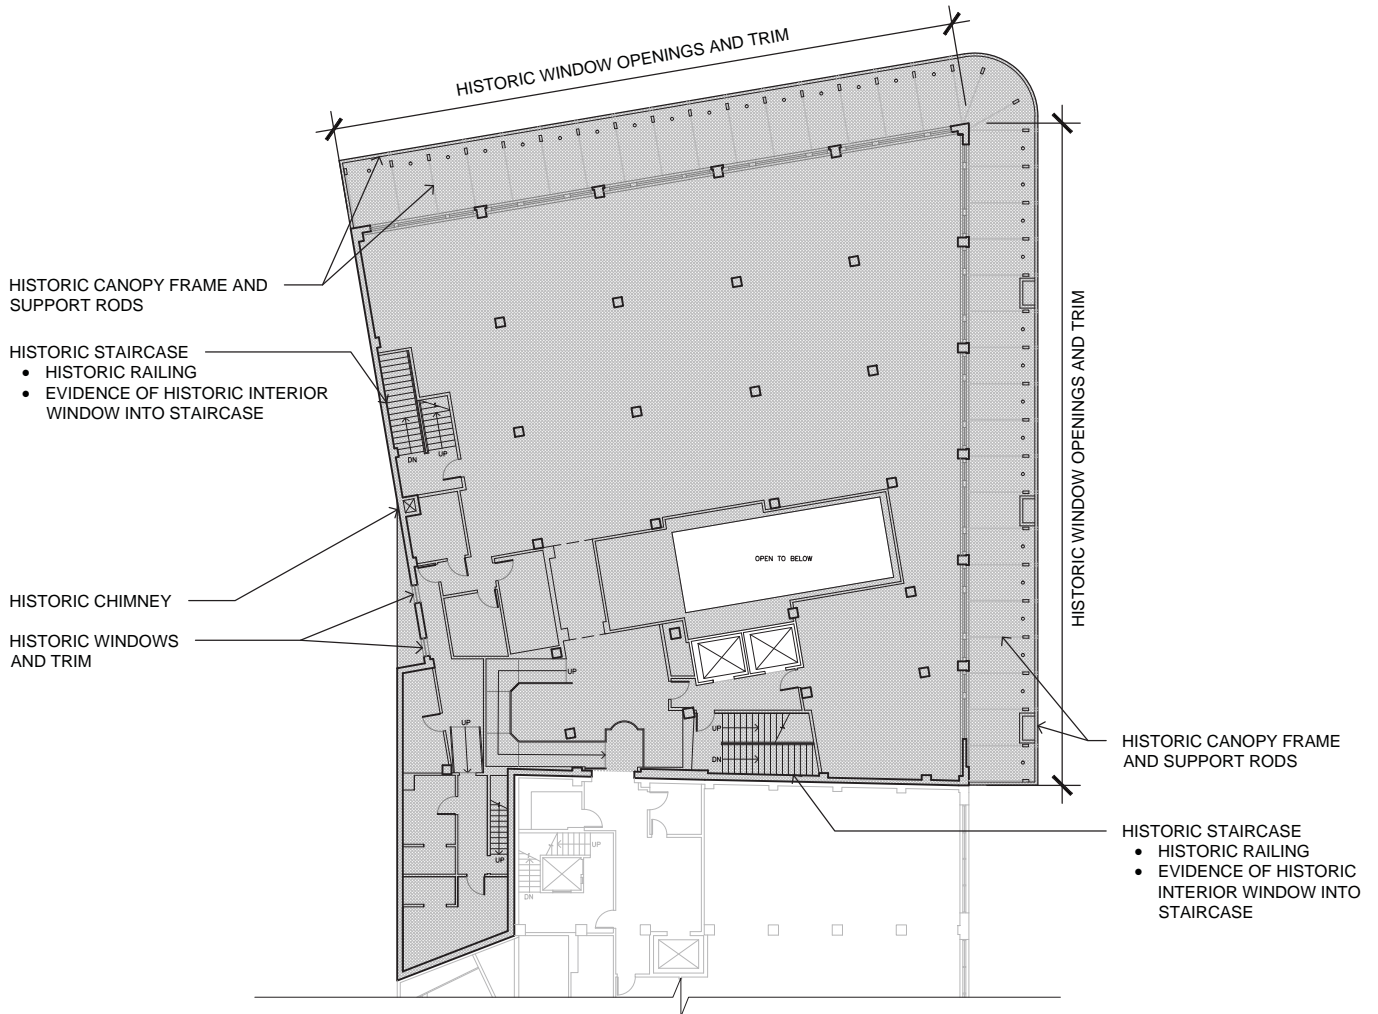 HISTORIC WINDOW OPENINGS AND TRIM
HISTORIC CANOPY FRAME AND
SUPPORT RODS
HISTORIC STAIRCASE
• HISTORIC RAILING
• EVIDENCE OF HISTORIC INTERIOR
WINDOW INTO STAIRCASE
HISTORIC CHIMNEY
HISTORIC WINDOWS
AND TRIM
DN
UP
OPEN TO BELOW
UP
UP
UP
DN
UP
UP
DN
HISTORIC WINDOW OPENINGS AND TRIM
HISTORIC CANOPY FRAME
AND SUPPORT RODS
HISTORIC STAIRCASE
• HISTORIC RAILING
• EVIDENCE OF HISTORIC
INTERIOR WINDOW INTO
STAIRCASE